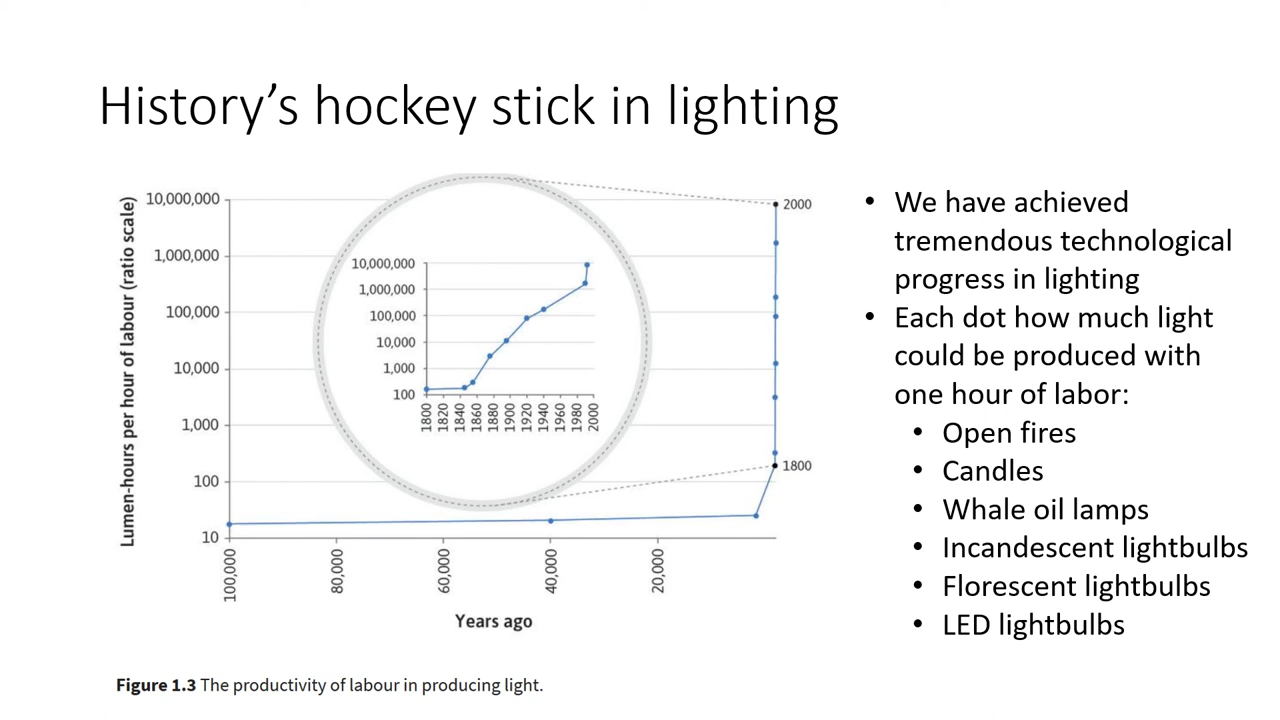 History's hockey stick in lighting
Lumen-hours per hour of labour (ratio scale)
10,000,000
1,000,000
100,000
10,000
1,000
100
10
100,000
80,000
60,000
40,000
20,000
Years ago
2000
1800
10,000,000
1,000,000
100,000
10,000
1,000
100
1800
1820
1840
1860
1880
1900
1920
1940
1960
1980
2000
Figure 1.3 The productivity of labour in producing light.
• We have achieved
tremendous technological
progress in lighting
• Each dot how much light
could be produced with
one hour of labor:
• Open fires
• Candles
• Whale oil lamps
• Incandescent lightbulbs
• Florescent lightbulbs
• LED lightbulbs